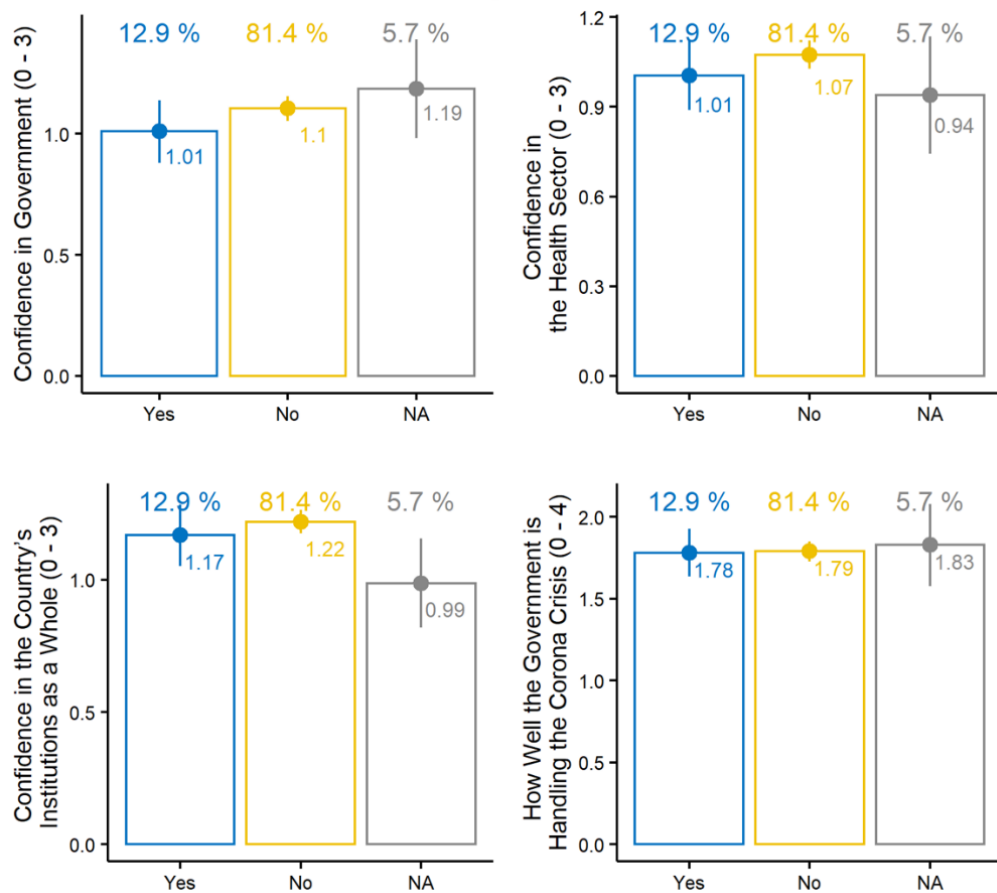 Confidence in Government (0 - 3)
12.9 %
81.4 %
5.7 %
1.0
0.5
0.0
1.01
1.1
1.19
Yes
No
NA
Confidence in
the Health Sector (0 - 3)
12.9 %
81.4 %
5.7 %
1.2
0.9
0.6
0.3
0.0
1.01
1.07
0.94
Yes
No
NA
Confidence in the Country's
Institutions as a Whole (0 - 3)
12.9 %
81.4 %
5.7 %
1.0
0.5
0.0
1.17
1.22
0.99
Yes
No
NA
How Well the Government is
Handling the Corona Crisis (0 - 4)
12.9 %
81.4 %
5.7 %
2.0
1.5
1.0
0.5
0.0
1.78
1.79
1.83
Yes
No
NA